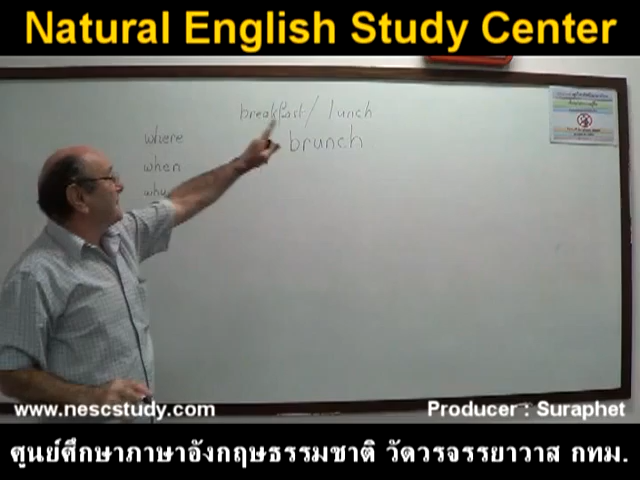 Natural English Study Center
breakfast / lunch
brunch
where
when
why
www.nescstudy.com
Producer : Suraphet
ศูนย์ศึกษาภาษาอังกฤษธรรมชาติ วัดวรจรรยาวาส กทม.